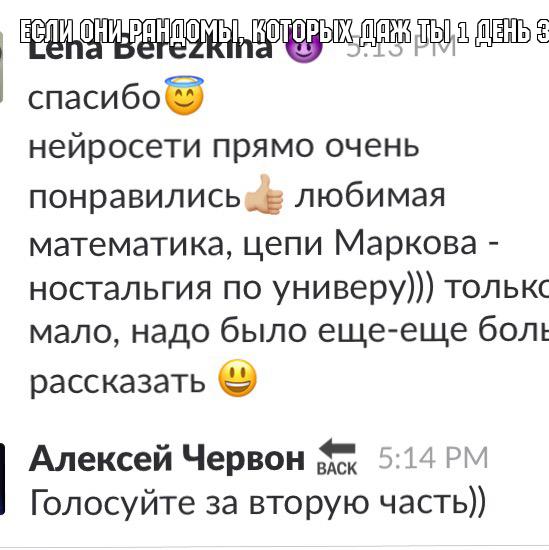 ЕСЛИ ОНИ РАНДОМЫ, КОТОРЫХ ДАЖ ТЫ 1 ДЕНЬ З
Lena Berezkina 😈 5:13 PM
спасибо😇
нейросети прямо очень
понравились👍🏼 любимая
математика, цепи Маркова -
ностальгия по универу))) только
мало, надо было еще-еще боль
рассказать 😃
Алексей Червон 🔙 5:14 PM
Голосуйте за вторую часть))